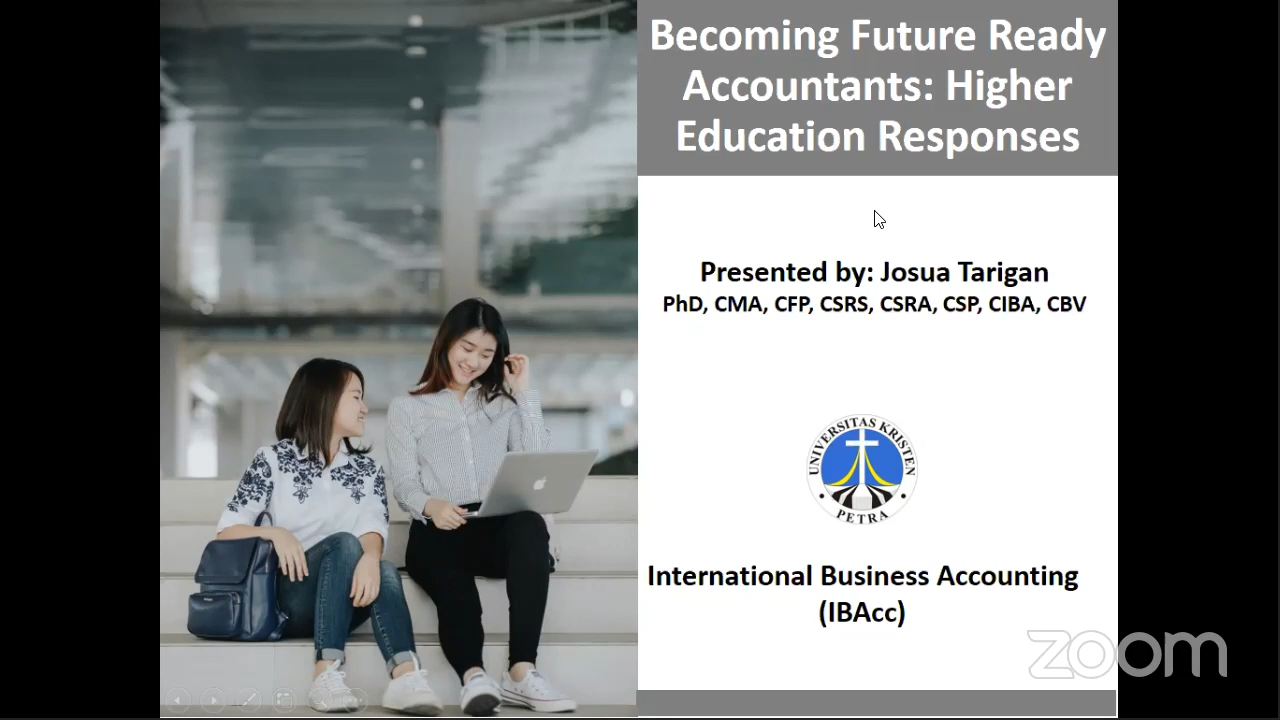 Becoming Future Ready
Accountants: Higher
Education Responses
Presented by: Josua Tarigan
PhD, CMA, CFP, CSRS, CSRA, CSP, CIBA, CBV
UNIVERSITAS KRISTEN
PETRA
International Business Accounting
(IBAcc)
zoom